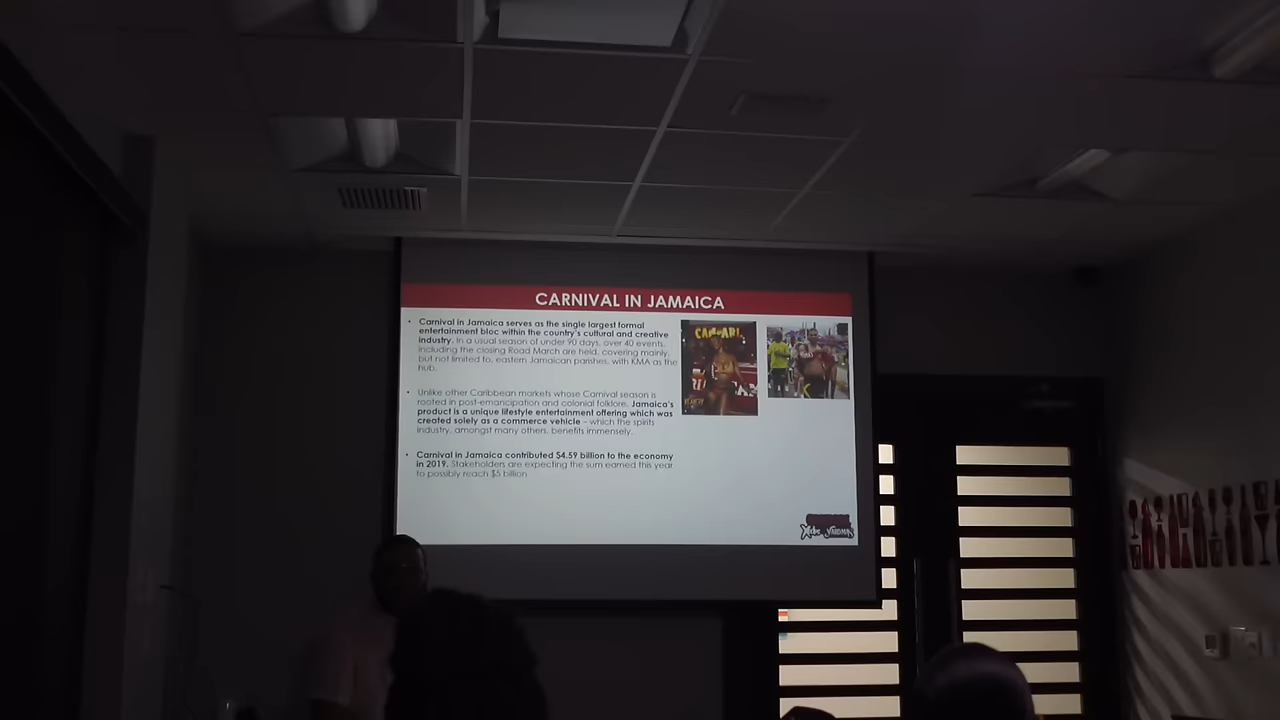 CARNIVAL IN JAMAICA
• Carnival in Jamaica serves as the single largest formal
entertainment bloc within the country's cultural and creative
industry. In a usual season of under 90 days, over 40 events,
including the closing Road March are held, covering mainly,
but not limited to, eastern Jamaican parishes, with KMA as the
hub.
• Unlike other Caribbean markets whose Carnival season is
rooted in post-emancipation and colonial folklore, Jamaica's
product is a unique lifestyle entertainment offering which was
created solely as a commerce vehicle – which the spirits
industry, amongst many others, benefits immensely.
• Carnival in Jamaica contributed $4.59 billion to the economy
in 2019. Stakeholders are expecting the sum earned this year
to possibly reach $5 billion
CAMPARI
YARDMAS